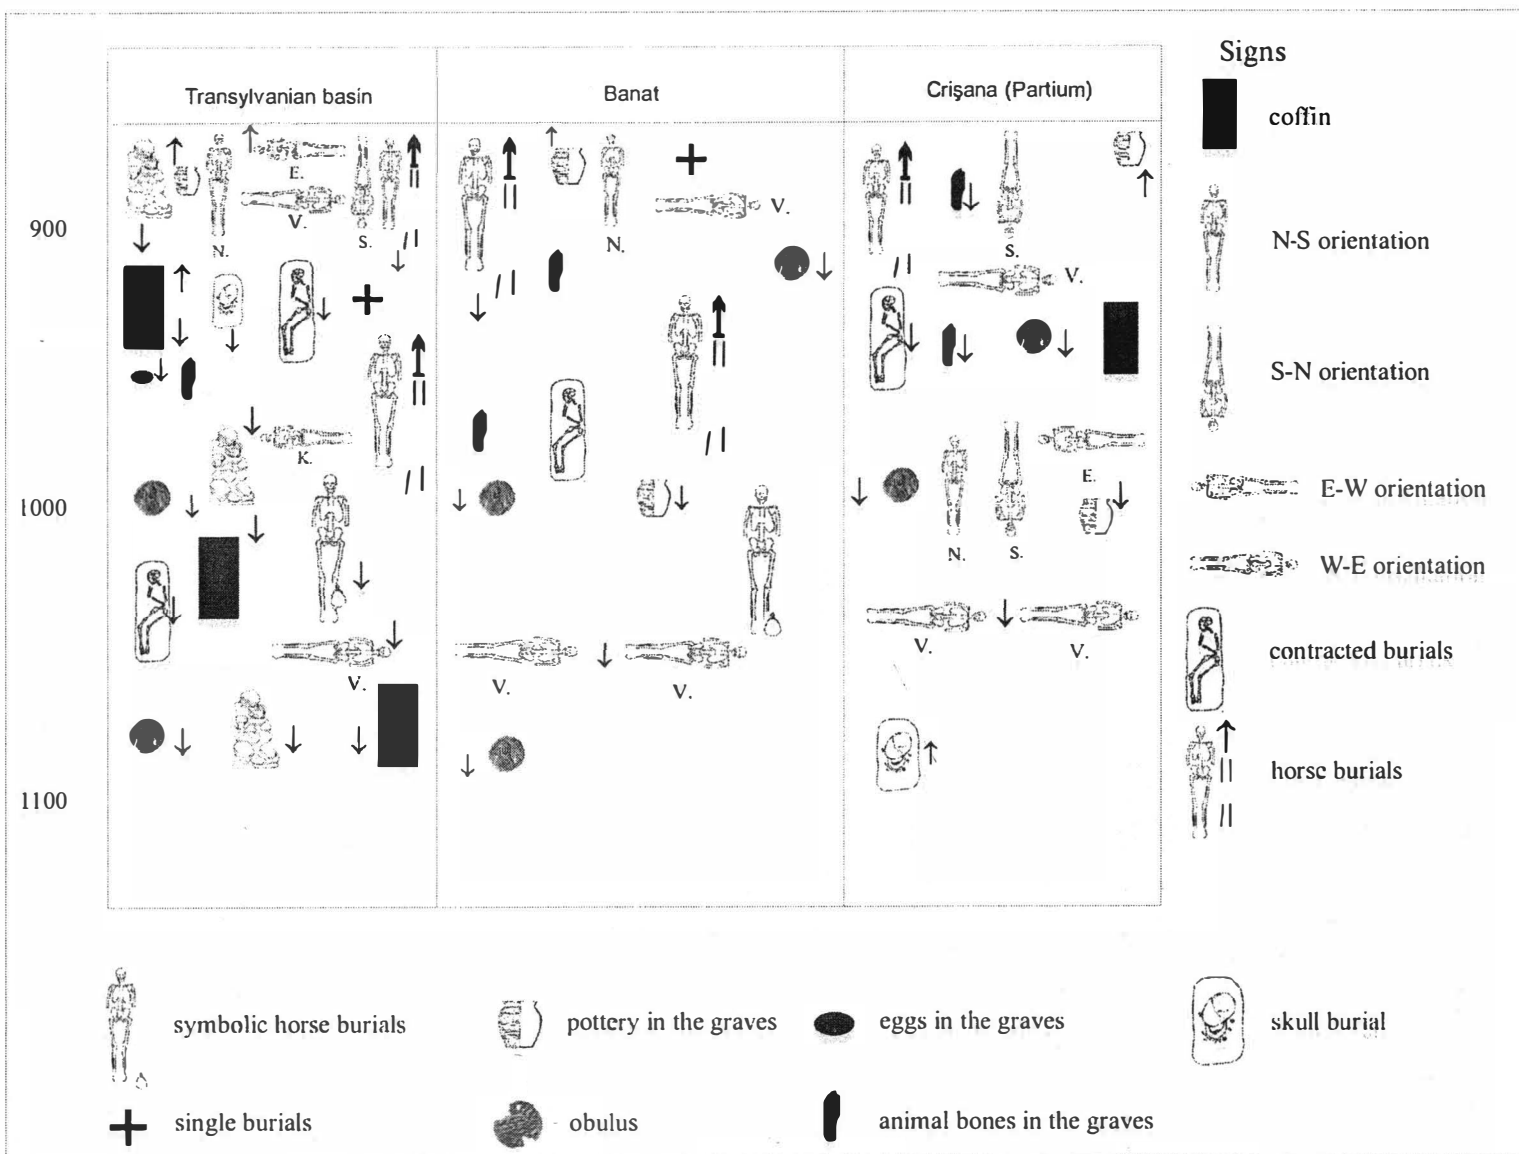 Signs
Transylvanian basin
Banat
Crişana (Partium)
coffin
E.
V.
N.
S.
N.
V.
S.
V.
900
N-S orientation
S-N orientation
K.
E.
1000
N.
S.
E-W orientation
W-E orientation
V.
V.
V.
V.
V.
contracted burials
1100
horse burials
symbolic horse burials
pottery in the graves
eggs in the graves
skull burial
single burials
obulus
animal bones in the graves